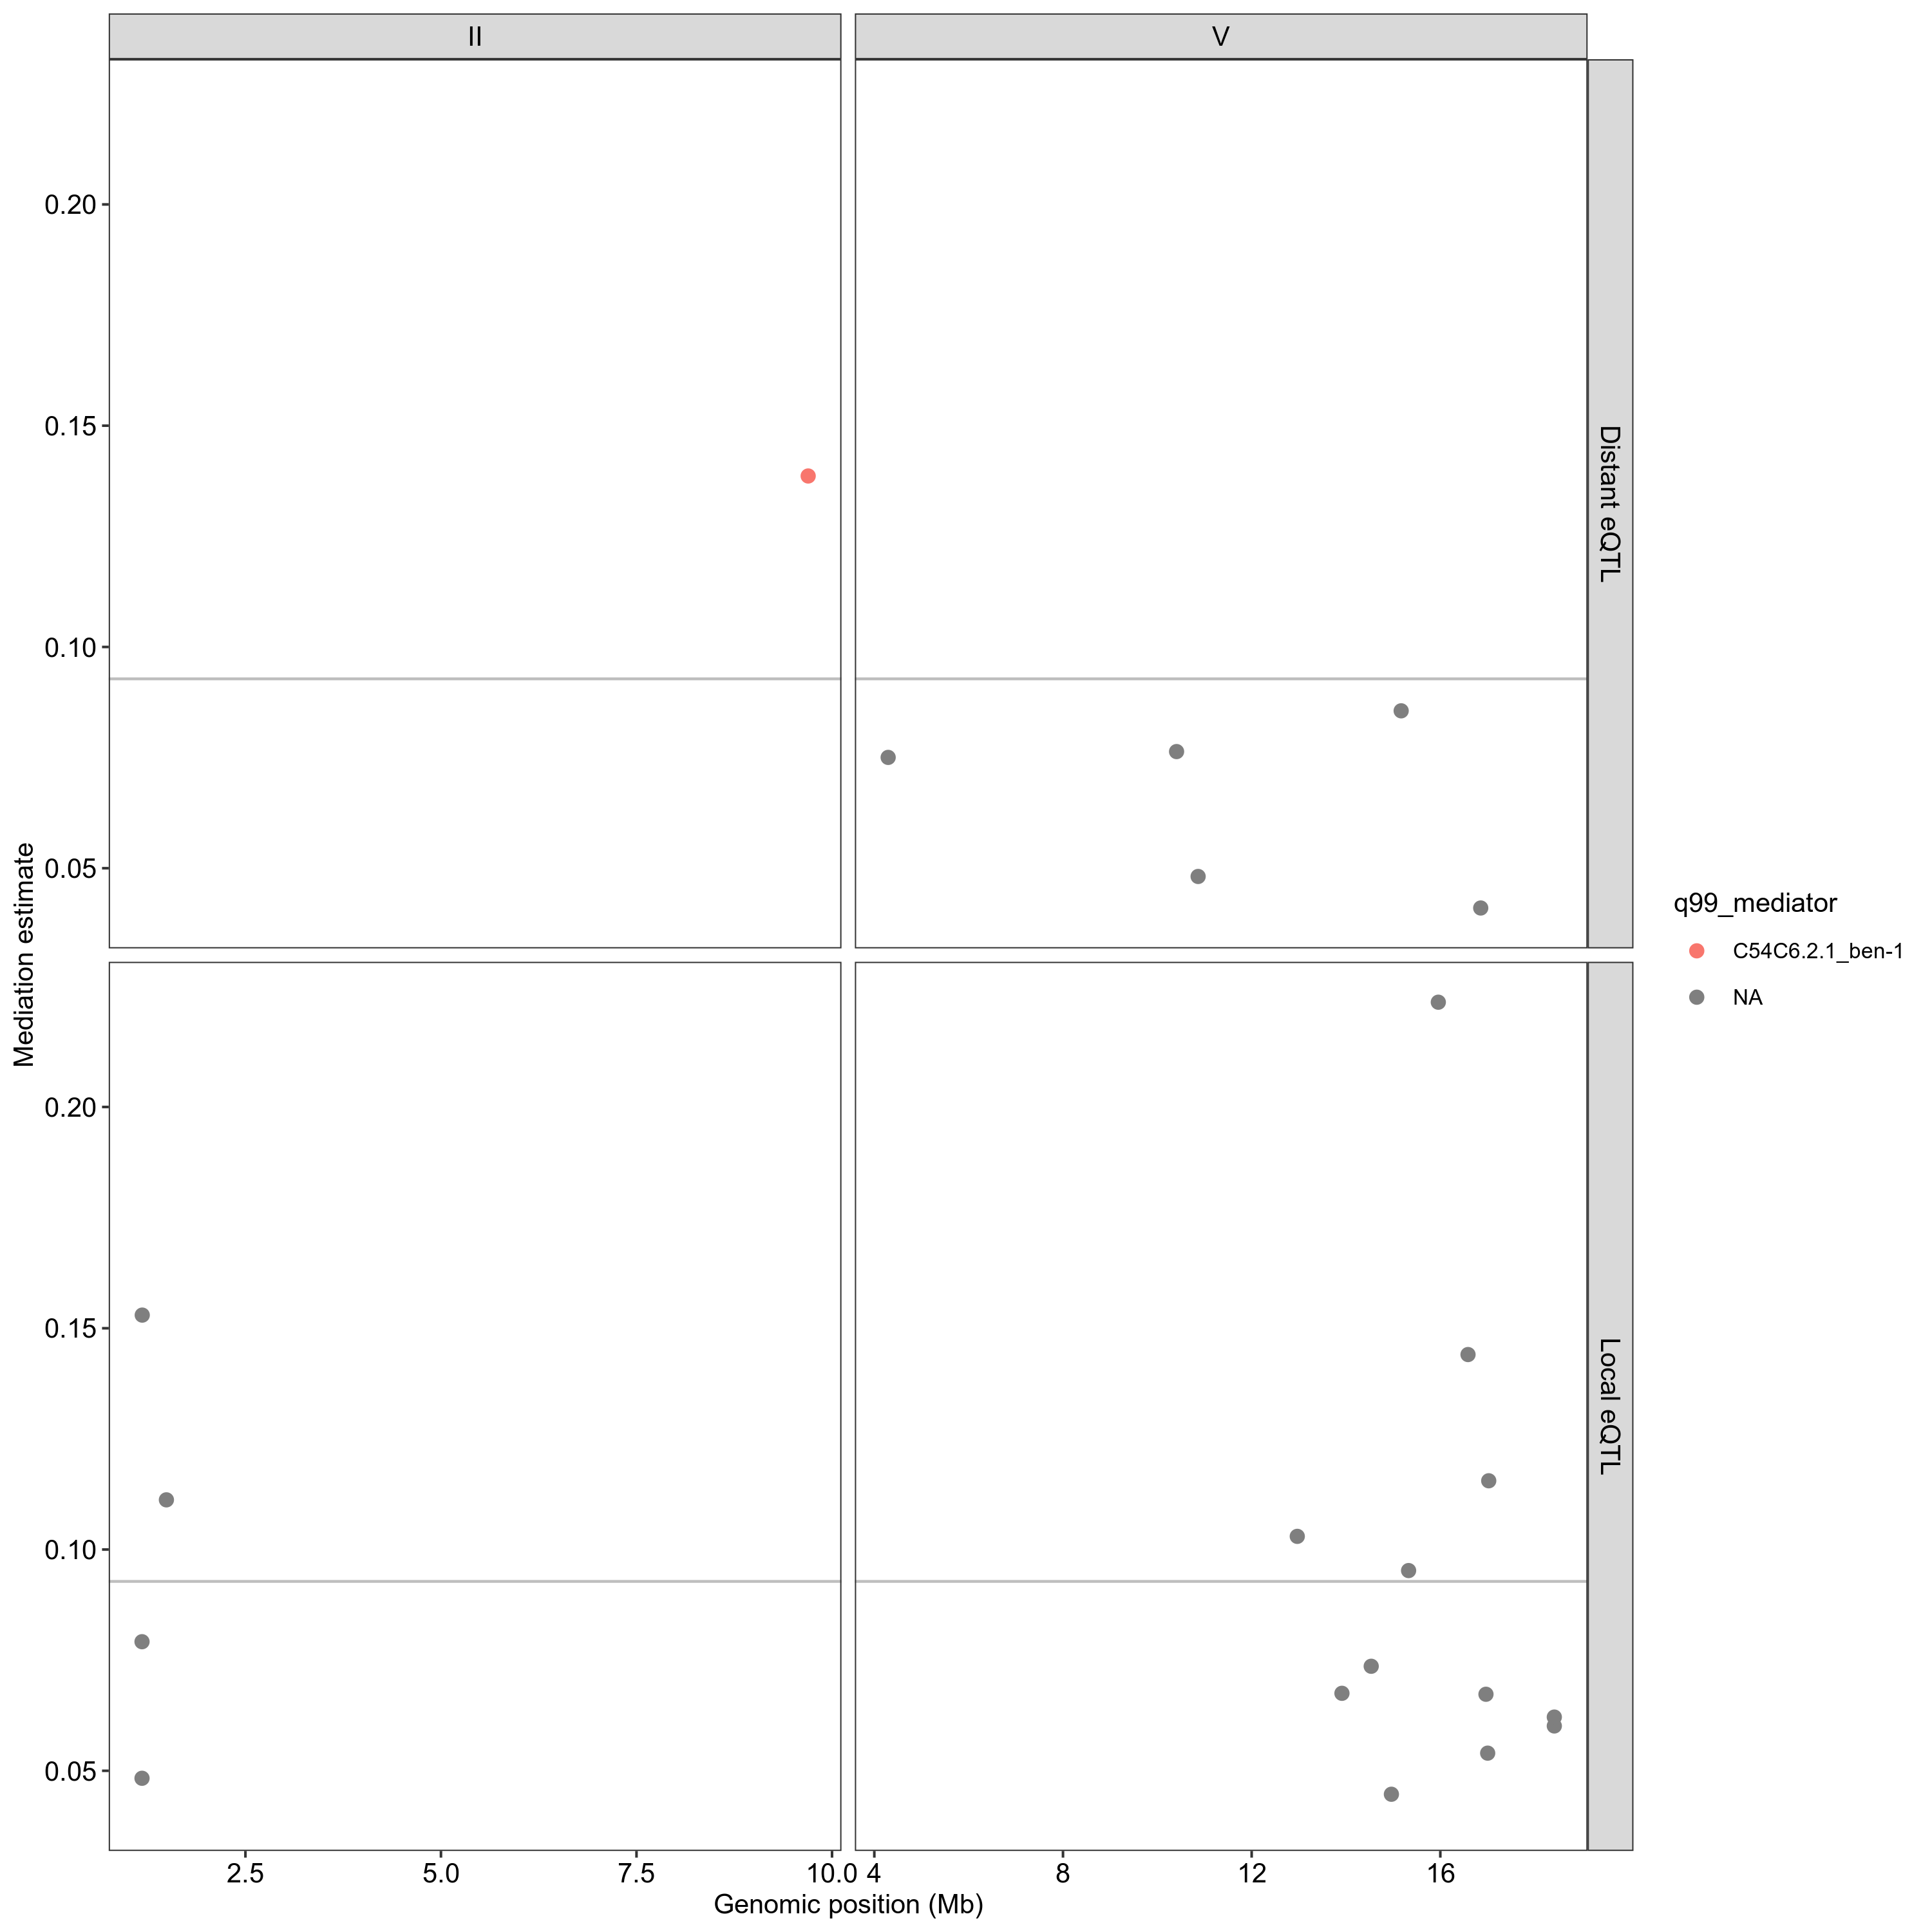 II
V
0.20
0.15
0.10
0.05
Distant eQTL
Mediation estimate
0.20
0.15
0.10
0.05
Local eQTL
2.5 5.0 7.5 10.0 4 8 12 16
Genomic position (Mb)
q99_mediator
C54C6.2.1_ben-1
NA